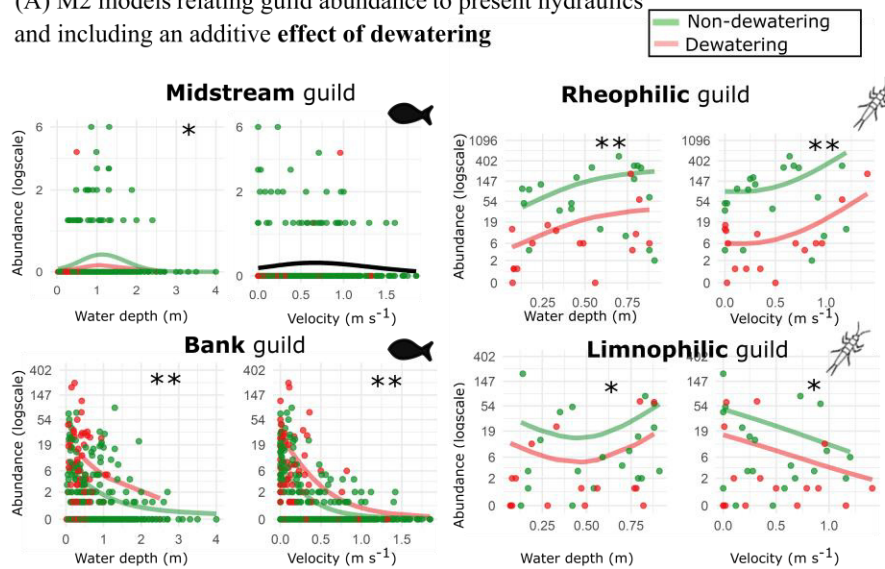 (A) M2 models relating guild abundance to present hydraulics
and including an additive effect of dewatering
Non-dewatering
Dewatering
Midstream guild
Abundance (logscale)
6
2
0
*
0 1 2 3 4
Water depth (m)
6
2
0
0.0 0.5 1.0 1.5
Velocity (m s⁻¹)
Rheophilic guild
Abundance (logscale)
1096
402
147
54
19
6
2
0
**
0.25 0.50 0.75
Water depth (m)
1096
402
147
54
19
6
2
0
**
0.0 0.5 1.0
Velocity (m s⁻¹)
Bank guild
Abundance (logscale)
402
147
54
19
6
2
0
**
0 1 2 3 4
Water depth (m)
402
147
54
19
6
2
0
**
0.0 0.5 1.0 1.5
Velocity (m s⁻¹)
Limnophilic guild
Abundance (logscale)
402
147
54
19
6
2
0
*
0.25 0.50 0.75
Water depth (m)
402
147
54
19
6
2
0
*
0.0 0.5 1.0
Velocity (m s⁻¹)